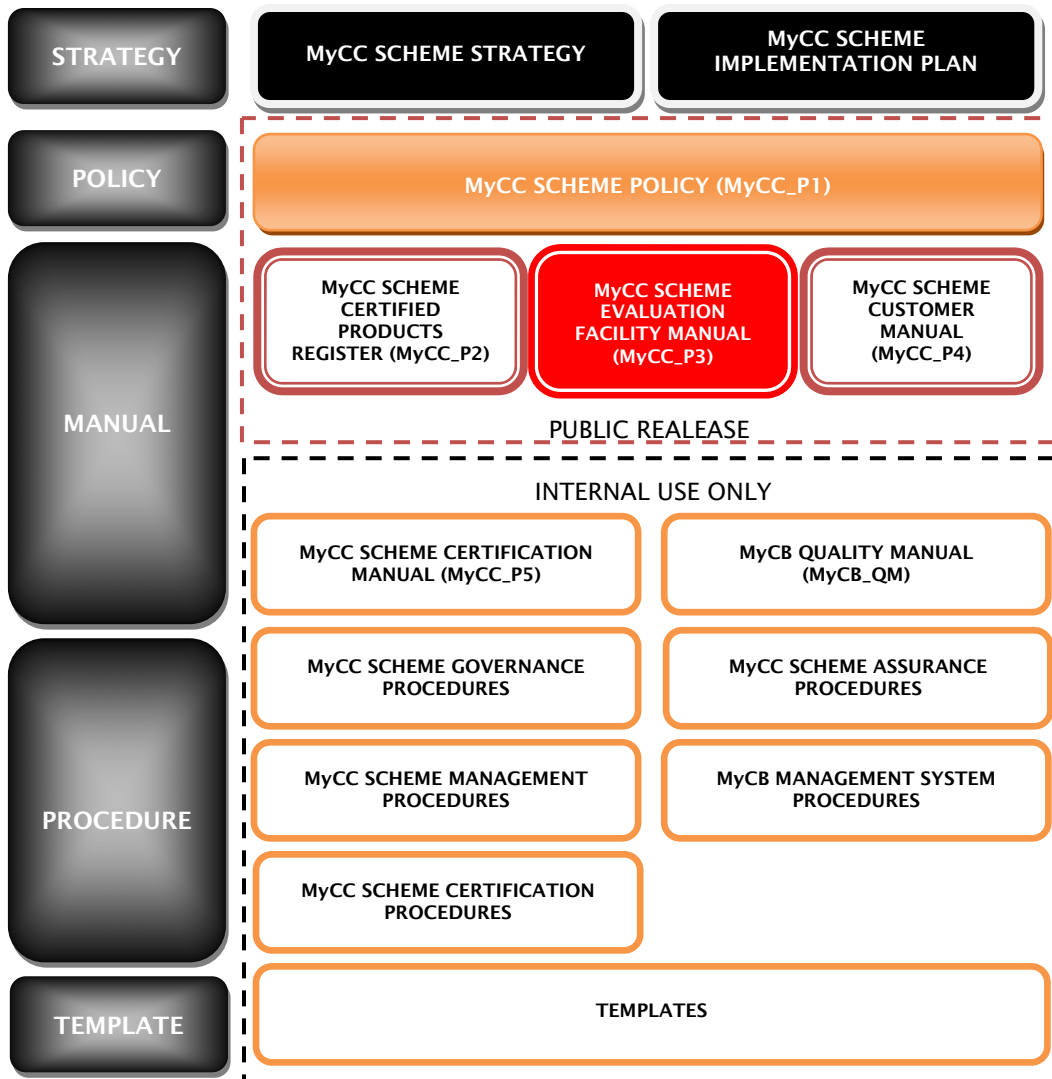 STRATEGY
MyCC SCHEME STRATEGY
MyCC SCHEME
IMPLEMENTATION PLAN
POLICY
MyCC SCHEME POLICY (MyCC_P1)
MANUAL
MyCC SCHEME
CERTIFIED
PRODUCTS
REGISTER (MyCC_P2)
MyCC SCHEME
EVALUATION
FACILITY MANUAL
(MyCC_P3)
MyCC SCHEME
CUSTOMER
MANUAL
(MyCC_P4)
PUBLIC REALEASE
INTERNAL USE ONLY
MyCC SCHEME CERTIFICATION
MANUAL (MyCC_P5)
MyCB QUALITY MANUAL
(MyCB_QM)
PROCEDURE
MyCC SCHEME GOVERNANCE
PROCEDURES
MyCC SCHEME ASSURANCE
PROCEDURES
MyCC SCHEME MANAGEMENT
PROCEDURES
MyCB MANAGEMENT SYSTEM
PROCEDURES
MyCC SCHEME CERTIFICATION
PROCEDURES
TEMPLATE
TEMPLATES